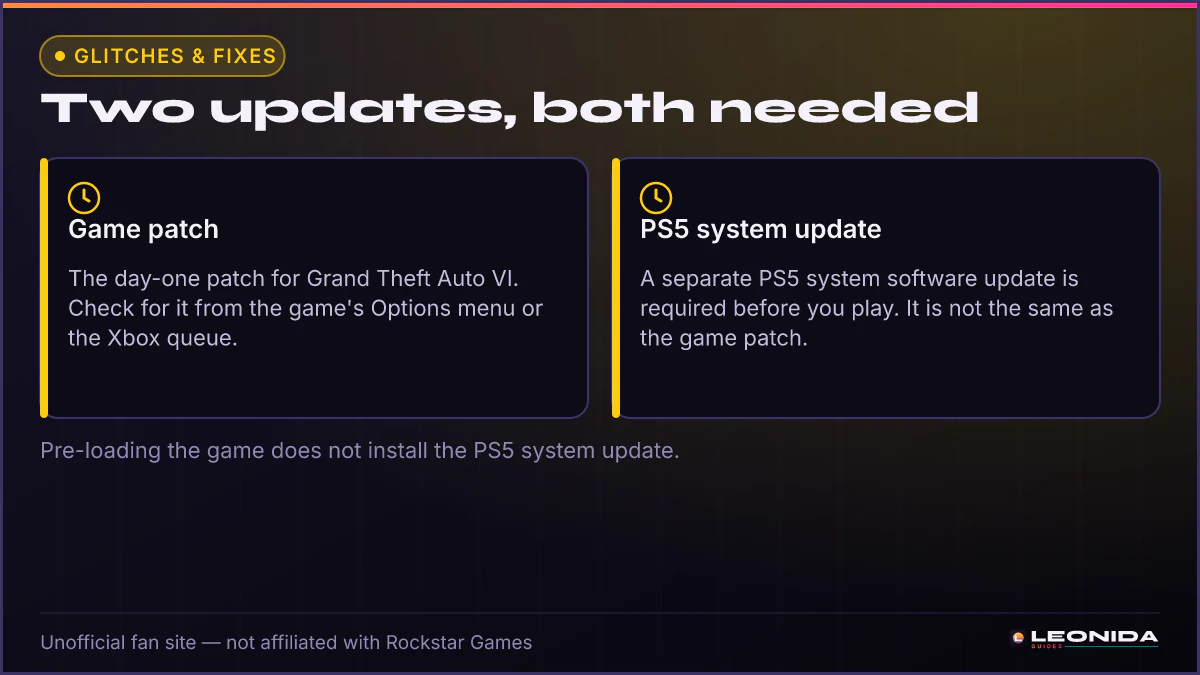 GLITCHES & FIXES
Two updates, both needed
Game patch
The day-one patch for Grand Theft Auto VI.
Check for it from the game's Options menu or
the Xbox queue.
PS5 system update
A separate PS5 system software update is
required before you play. It is not the same as
the game patch.
Pre-loading the game does not install the PS5 system update.
Unofficial fan site — not affiliated with Rockstar Games
LEONIDA
GUIDES